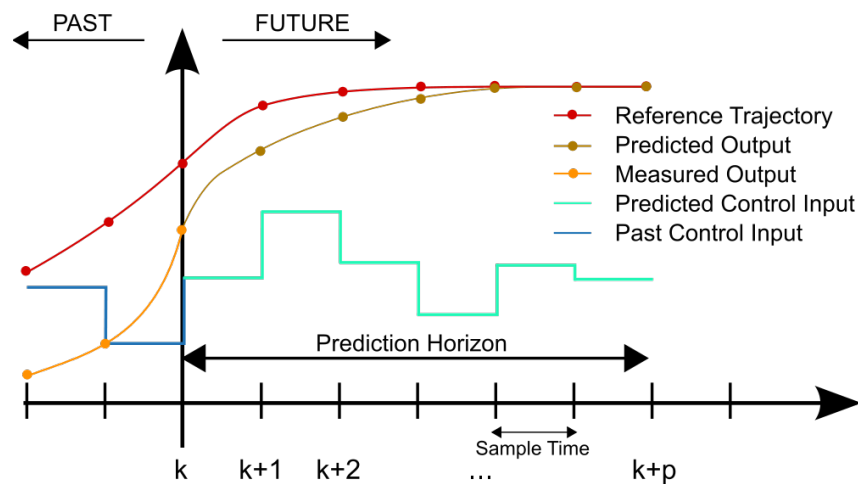 PAST
FUTURE
Reference Trajectory
Predicted Output
Measured Output
Predicted Control Input
Past Control Input
Prediction Horizon
Sample Time
k
k+1
k+2
...
k+p